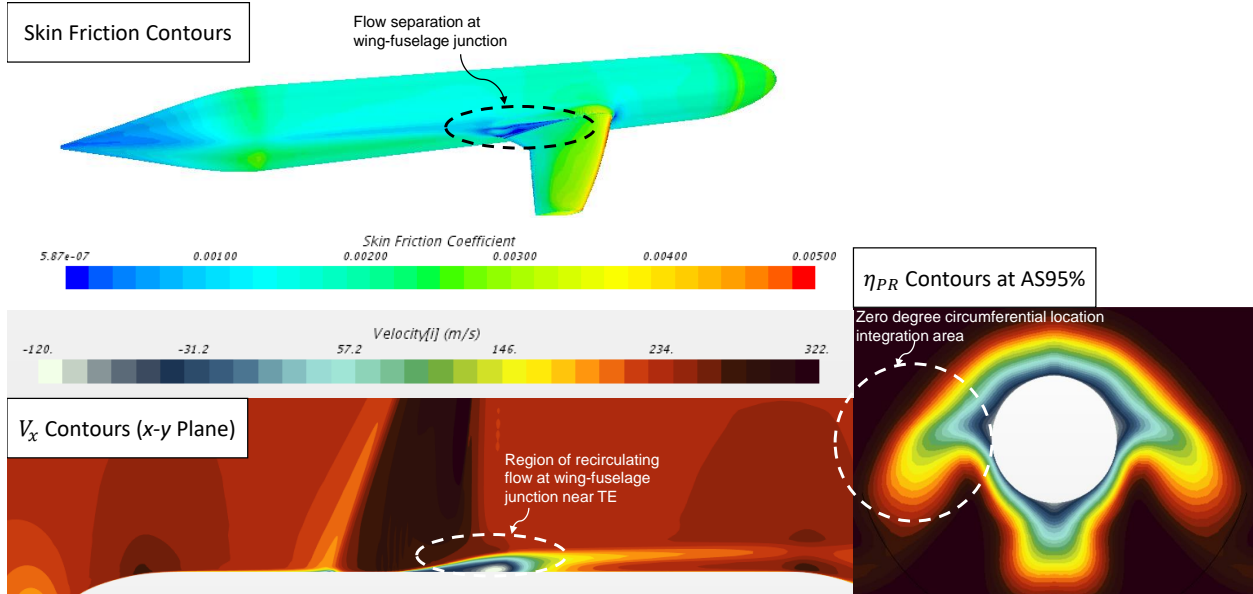 Skin Friction Contours
Flow separation at
wing-fuselage junction
Skin Friction Coefficient
5.87e-07 0.00100 0.00200 0.00300 0.00400 0.00500
Velocity[i] (m/s)
-120. -31.2 57.2 146. 234. 322.
V_x Contours (x-y Plane)
Region of recirculating
flow at wing-fuselage
junction near TE
η_PR Contours at AS95%
Zero degree circumferential location
integration area